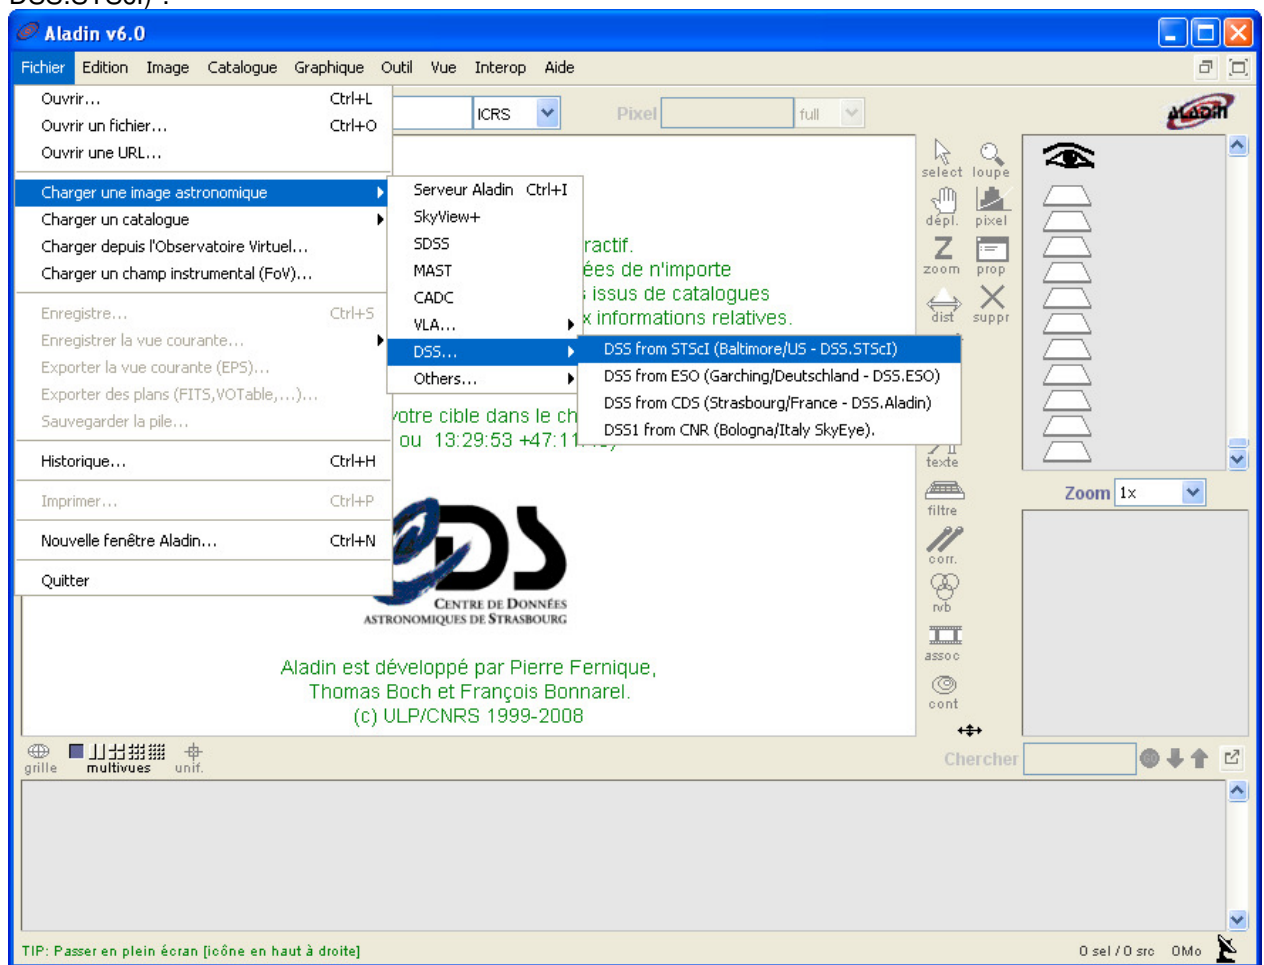 DSS.STScI) :
Aladin v6.0
Fichier Edition Image Catalogue Graphique Outil Vue Interop Aide
Ouvrir... Ctrl+L
Ouvrir un fichier... Ctrl+O
Ouvrir une URL...
Charger une image astronomique
Charger un catalogue
Charger depuis l'Observatoire Virtuel...
Charger un champ instrumental (FoV)...
Enregistre... Ctrl+S
Enregistrer la vue courante...
Exporter la vue courante (EPS)...
Exporter des plans (FITS,VOTable,...)...
Sauvegarder la pile...
Historique... Ctrl+H
Imprimer... Ctrl+P
Nouvelle fenêtre Aladin... Ctrl+N
Quitter
Serveur Aladin Ctrl+I
SkyView+
SDSS
MAST
CADC
VLA...
DSS...
Others...
DSS from STScI (Baltimore/US - DSS.STScI)
DSS from ESO (Garching/Deutschland - DSS.ESO)
DSS from CDS (Strasbourg/France - DSS.Aladin)
DSS1 from CNR (Bologna/Italy SkyEye).
ICRS
Pixel full
ALADIN
ractif.
ées de n'importe
issus de catalogues
x informations relatives.
votre cible dans le ch
ou 13:29:53 +47:11
CDS
CENTRE DE DONNÉES
ASTRONOMIQUES DE STRASBOURG
Aladin est développé par Pierre Fernique,
Thomas Boch et François Bonnarel.
(c) ULP/CNRS 1999-2008
select loupe
dépl. pixel
zoom prop
dist suppr
texte
filtre
corr.
rvb
assoc
cont
Zoom 1x
grille multivues unif.
Chercher GO
TIP: Passer en plein écran [icône en haut à droite]
0 sel / 0 src 0Mo